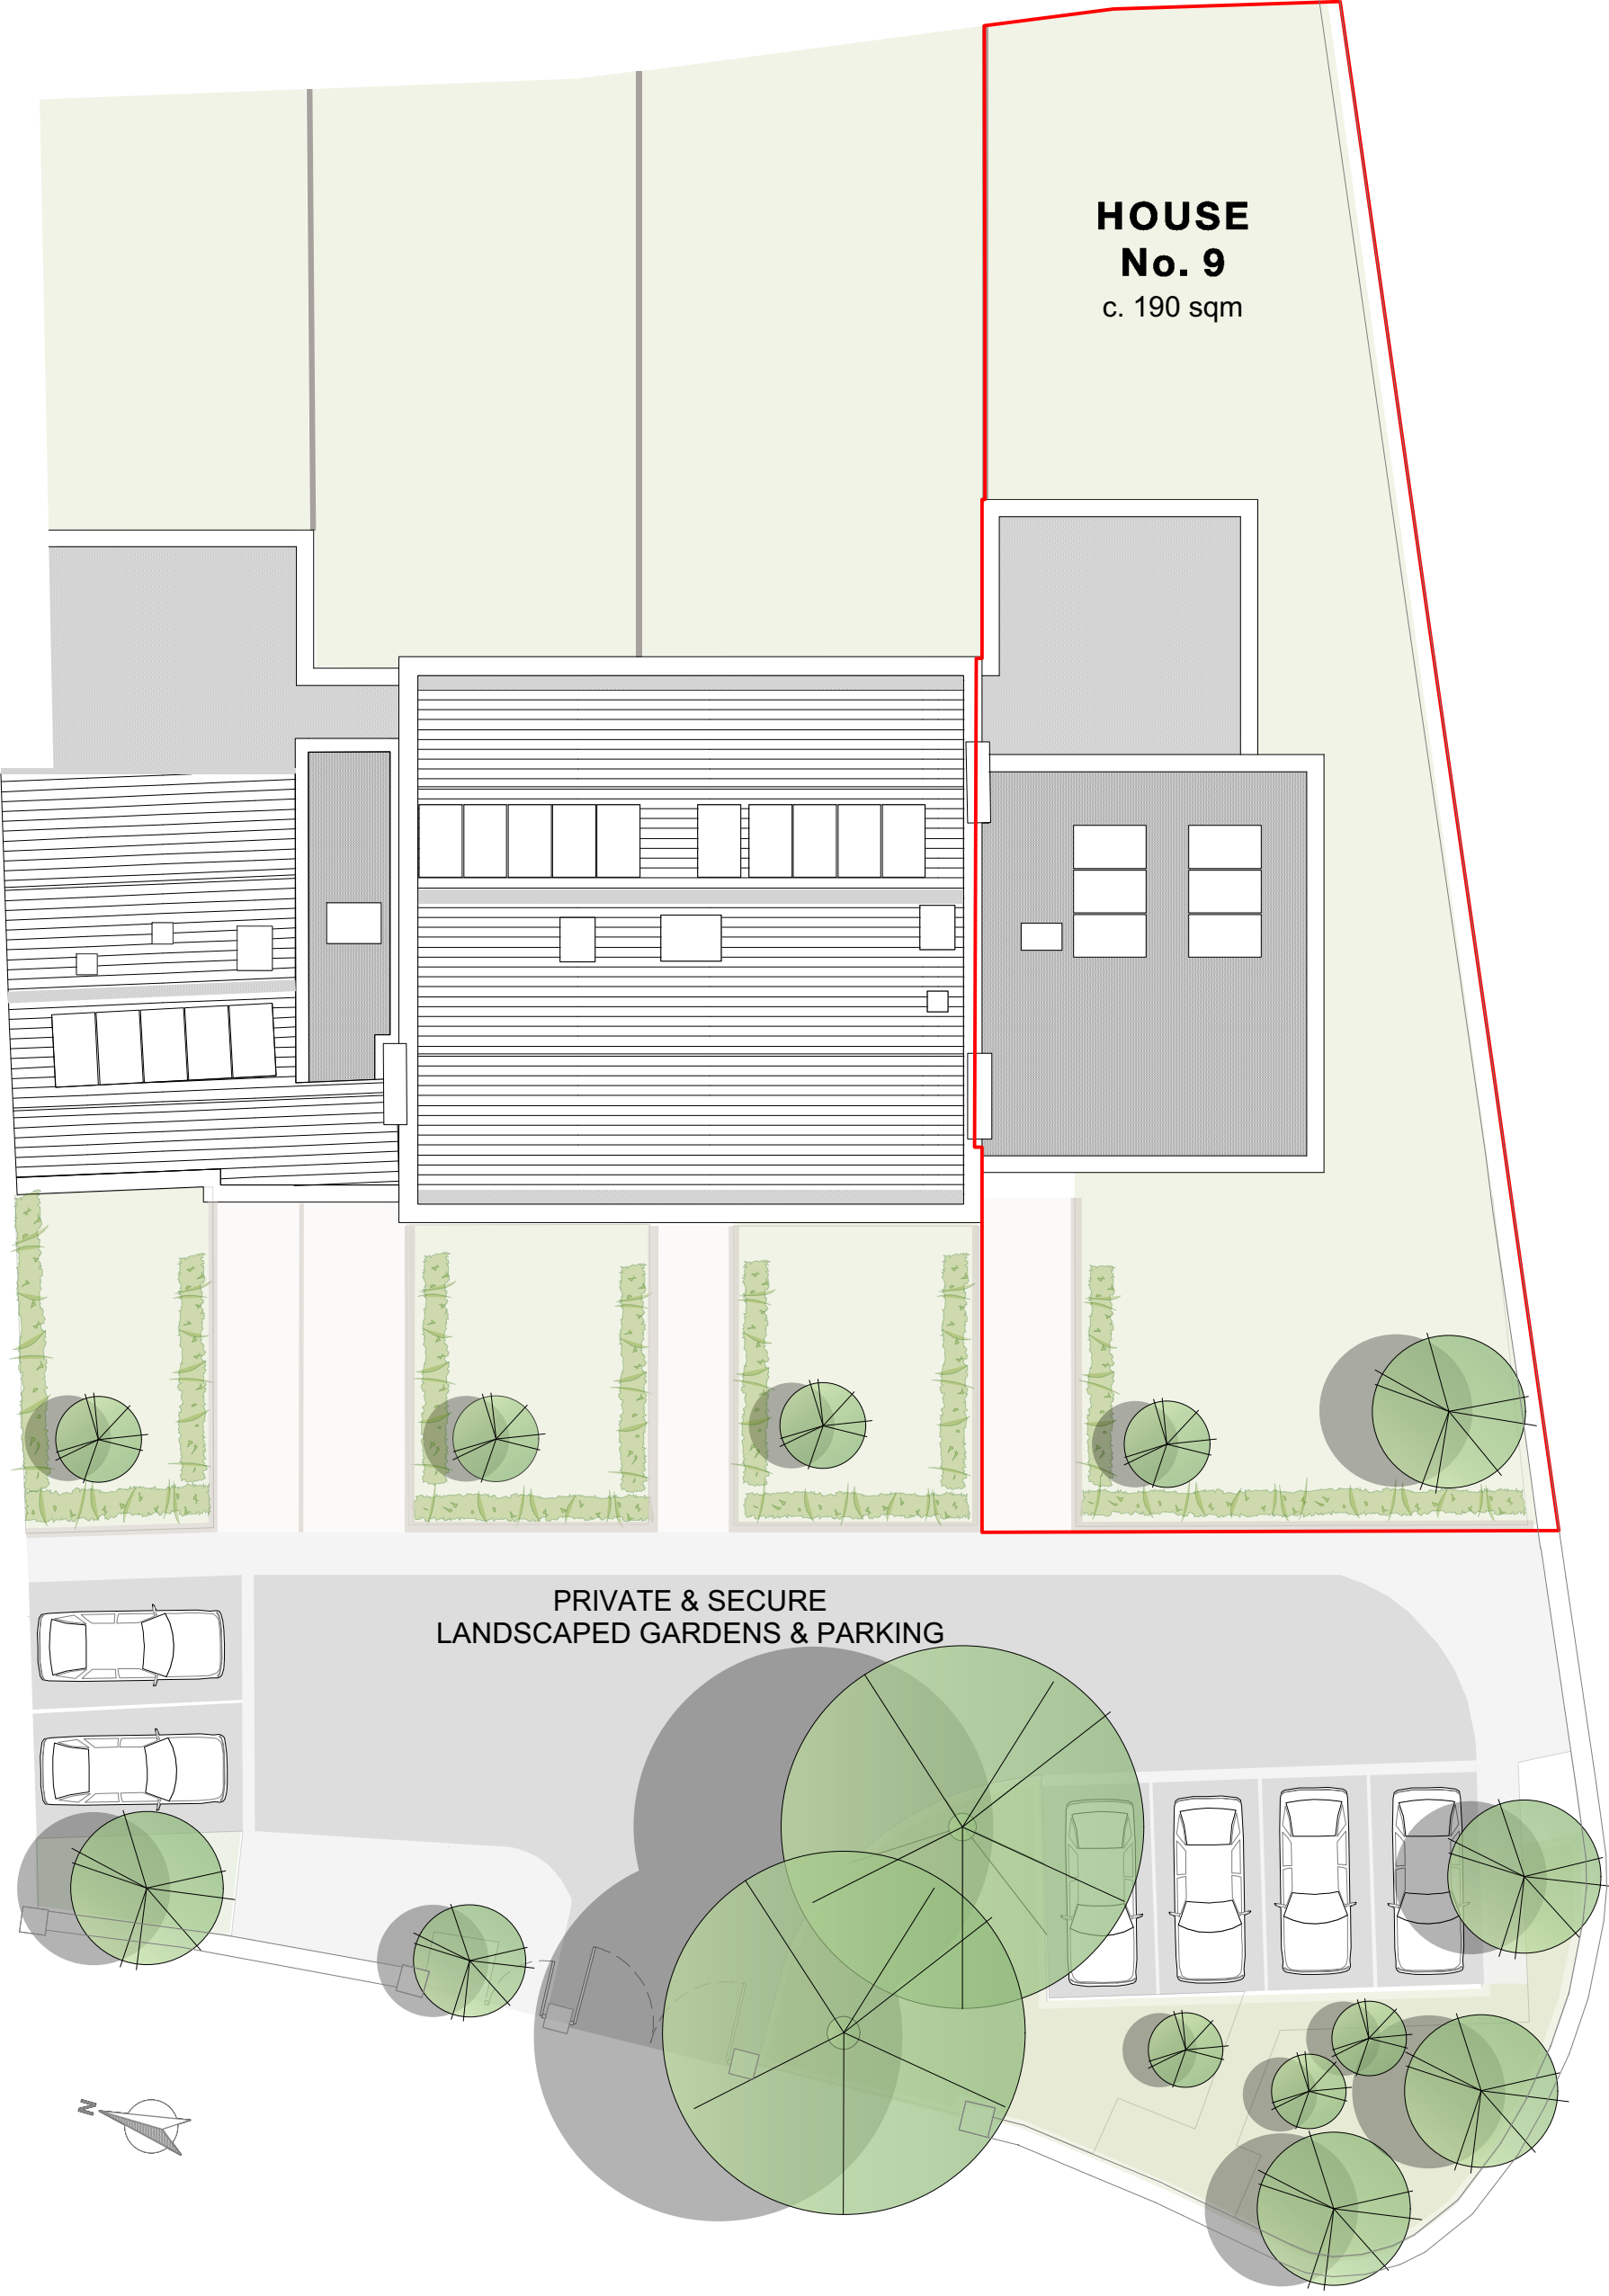 HOUSE
No. 9
c. 190 sqm
PRIVATE & SECURE
LANDSCAPED GARDENS & PARKING
N